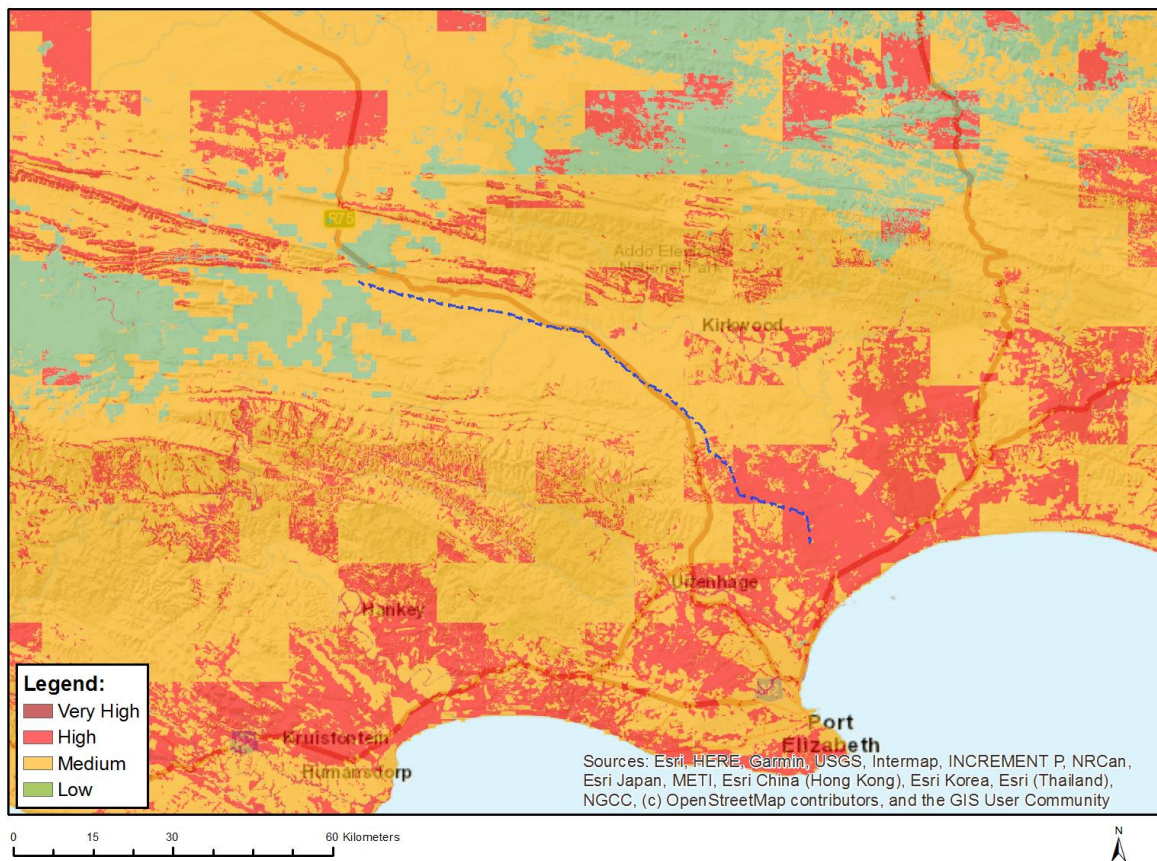 R75
Addo Elephant
National Park
Kirkwood
Uitenhage
Hankey
Legend:
Very High
High
Medium
Low
Kruisfontein
Humansdorp
Port
Elizabeth
Sources: Esri, HERE, Garmin, USGS, Intermap, INCREMENT P, NRCan,
Esri Japan, METI, Esri China (Hong Kong), Esri Korea, Esri (Thailand),
NGCC, (c) OpenStreetMap contributors, and the GIS User Community
0 15 30 60 Kilometers
N